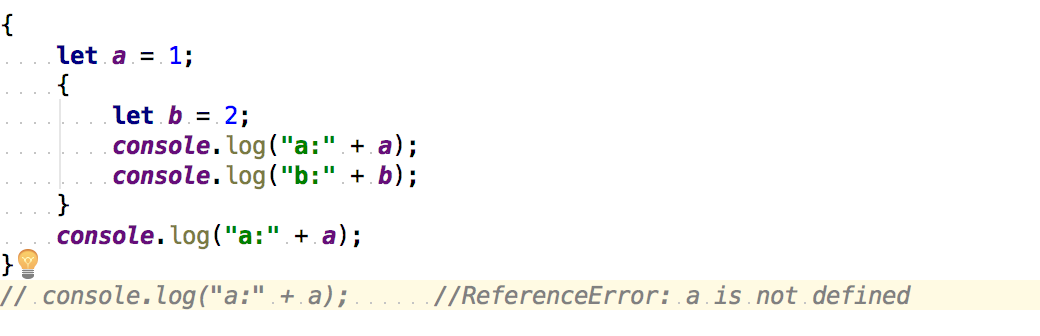 {
    let a = 1;
    {
        let b = 2;
        console.log("a:" + a);
        console.log("b:" + b);
    }
    console.log("a:" + a);
}
// console.log("a:" + a);      //ReferenceError: a is not defined